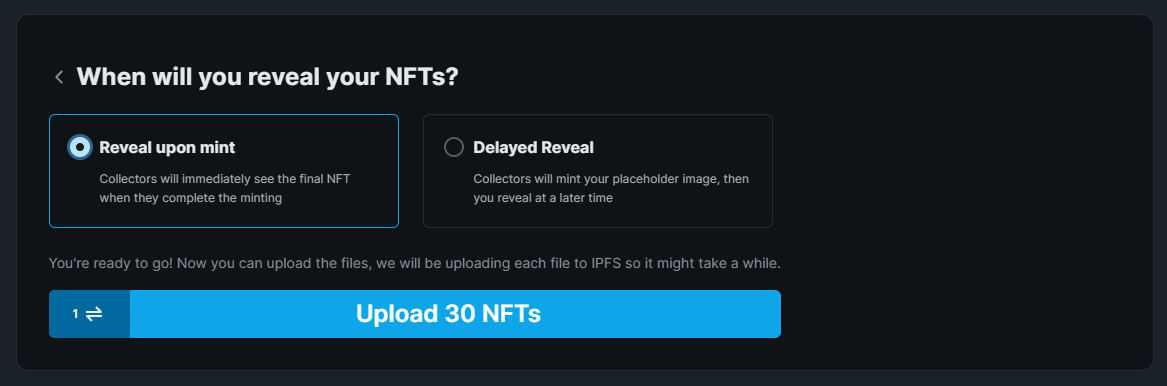 When will you reveal your NFTs?
Reveal upon mint
Collectors will immediately see the final NFT
when they complete the minting
Delayed Reveal
Collectors will mint your placeholder image, then
you reveal at a later time
You're ready to go! Now you can upload the files, we will be uploading each file to IPFS so it might take a while.
1
Upload 30 NFTs